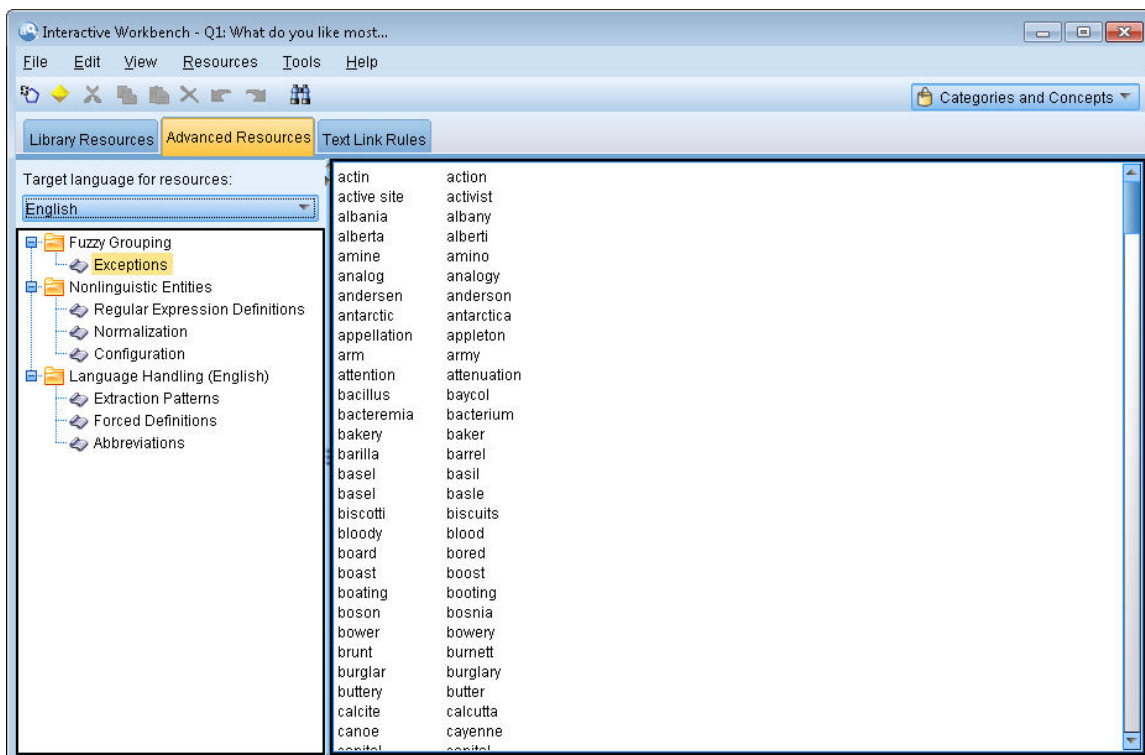 Interactive Workbench - Q1: What do you like most...
File Edit View Resources Tools Help
Categories and Concepts
Library Resources Advanced Resources Text Link Rules
Target language for resources:
English
Fuzzy Grouping
Exceptions
Nonlinguistic Entities
Regular Expression Definitions
Normalization
Configuration
Language Handling (English)
Extraction Patterns
Forced Definitions
Abbreviations
actin action
active site activist
albania albany
alberta alberti
amine amino
analog analogy
andersen anderson
antarctic antarctica
appellation appleton
arm army
attention attenuation
bacillus baycol
bacteremia bacterium
bakery baker
barilla barrel
basel basil
basel basle
biscotti biscuits
bloody blood
board bored
boast boost
boating booting
boson bosnia
bower bowery
brunt burnett
burglar burglary
buttery butter
calcite calcutta
canoe cayenne